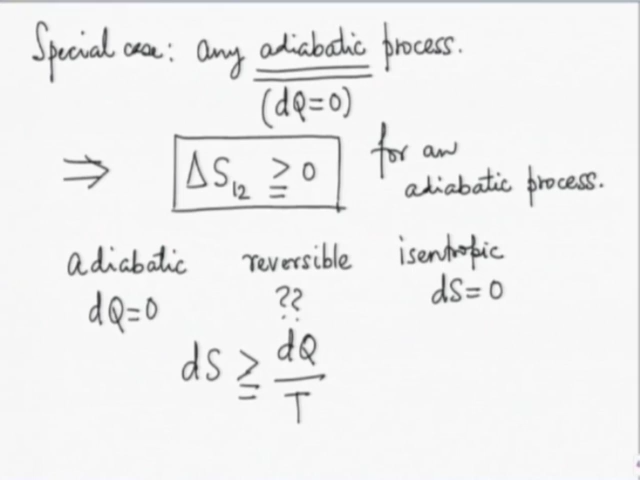 Special case: any adiabatic process.
(dQ=0)
⇒ ΔS₁₂ ≥ 0 for an
adiabatic process.
adiabatic reversible isentropic
dQ=0 ?? dS=0
dS ≥ dQ/T